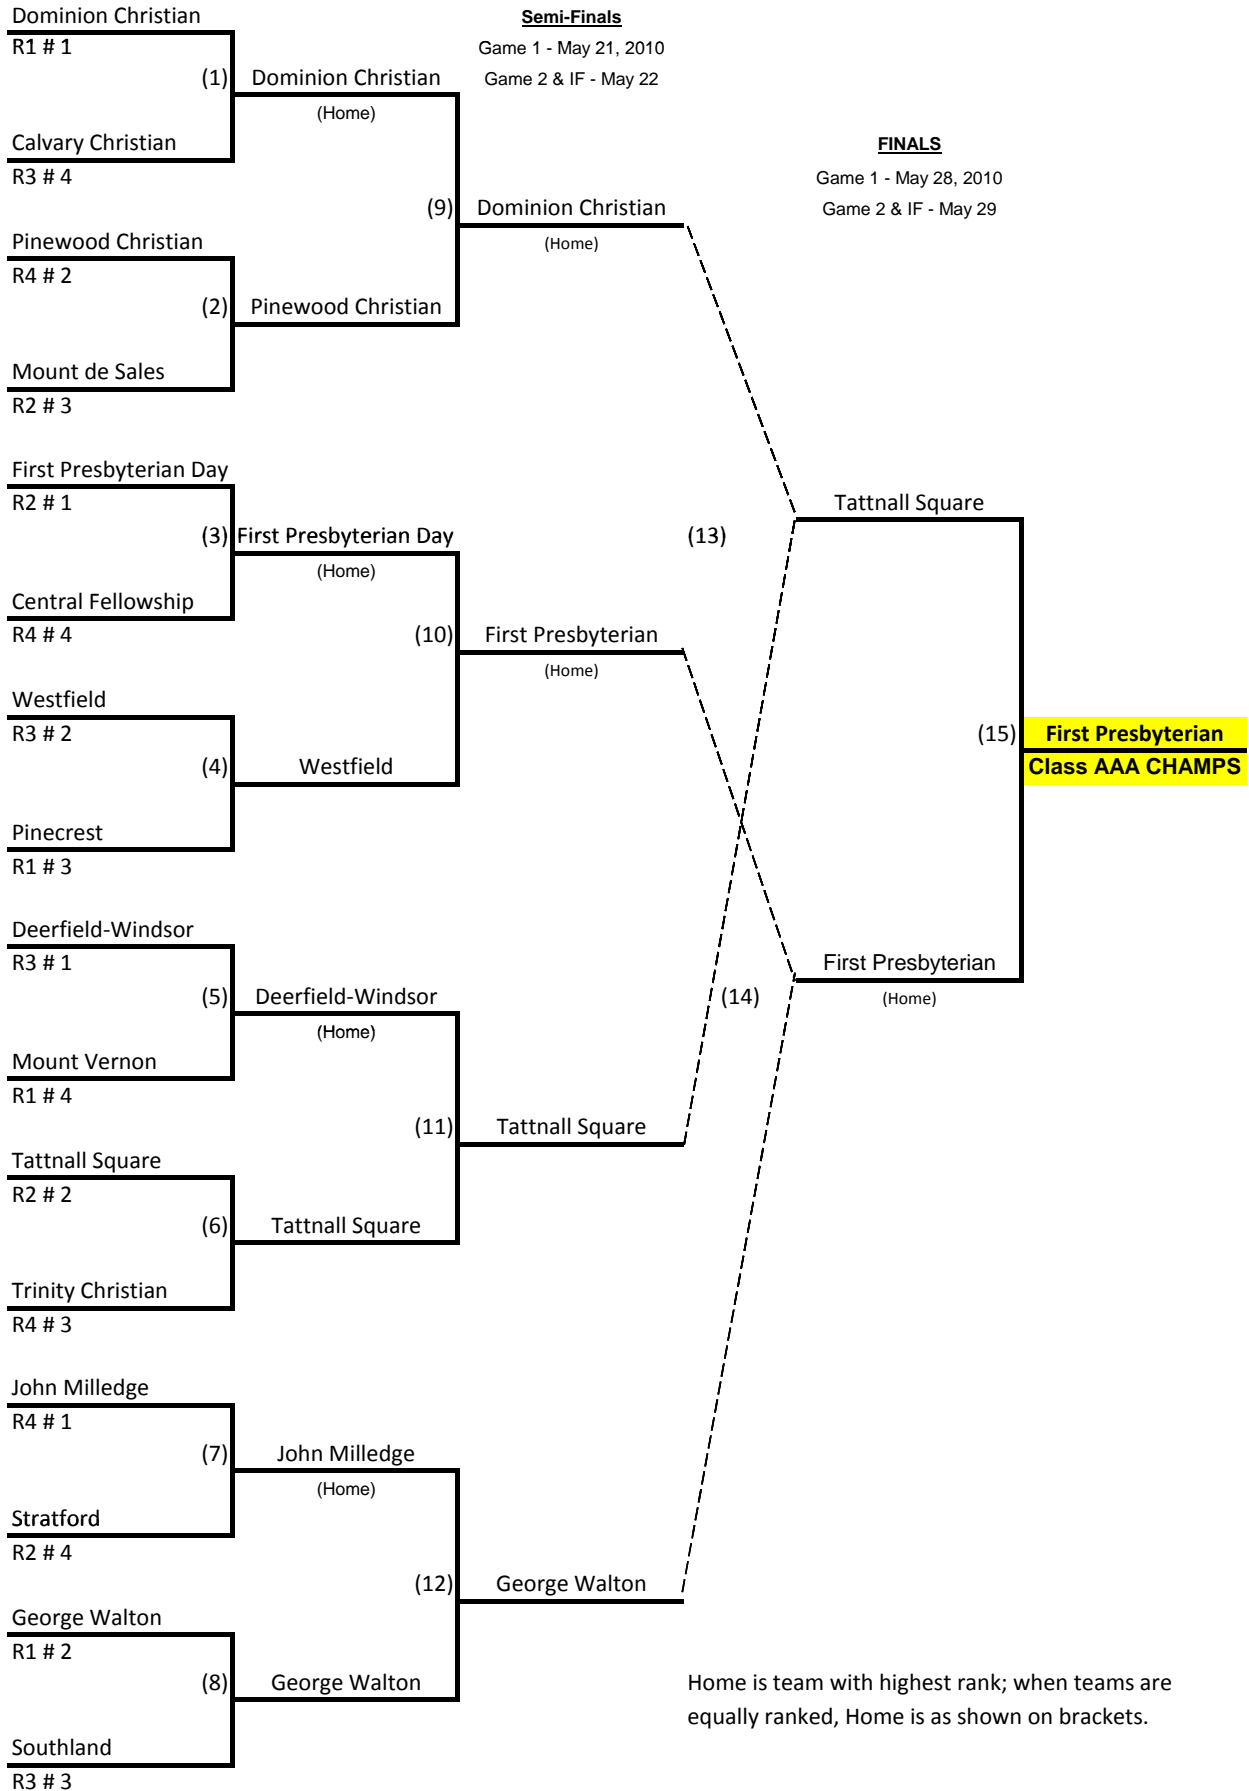 Dominion Christian
R1 # 1
(1)
Dominion Christian
(Home)
Calvary Christian
R3 # 4
Semi-Finals
Game 1 - May 21, 2010
Game 2 & IF - May 22
FINALS
Game 1 - May 28, 2010
Game 2 & IF - May 29
(9)
Dominion Christian
(Home)
Pinewood Christian
R4 # 2
(2)
Pinewood Christian
Mount de Sales
R2 # 3
First Presbyterian Day
R2 # 1
(3)
First Presbyterian Day
(Home)
Central Fellowship
R4 # 4
(13)
Tattnall Square
(10)
First Presbyterian
(Home)
Westfield
R3 # 2
(4)
Westfield
Pinecrest
R1 # 3
(15)
First Presbyterian
Class AAA CHAMPS
Deerfield-Windsor
R3 # 1
(5)
Deerfield-Windsor
(Home)
Mount Vernon
R1 # 4
(14)
First Presbyterian
(Home)
(11)
Tattnall Square
Tattnall Square
R2 # 2
(6)
Tattnall Square
Trinity Christian
R4 # 3
John Milledge
R4 # 1
(7)
John Milledge
(Home)
Stratford
R2 # 4
(12)
George Walton
George Walton
R1 # 2
(8)
George Walton
Southland
R3 # 3
Home is team with highest rank; when teams are
equally ranked, Home is as shown on brackets.